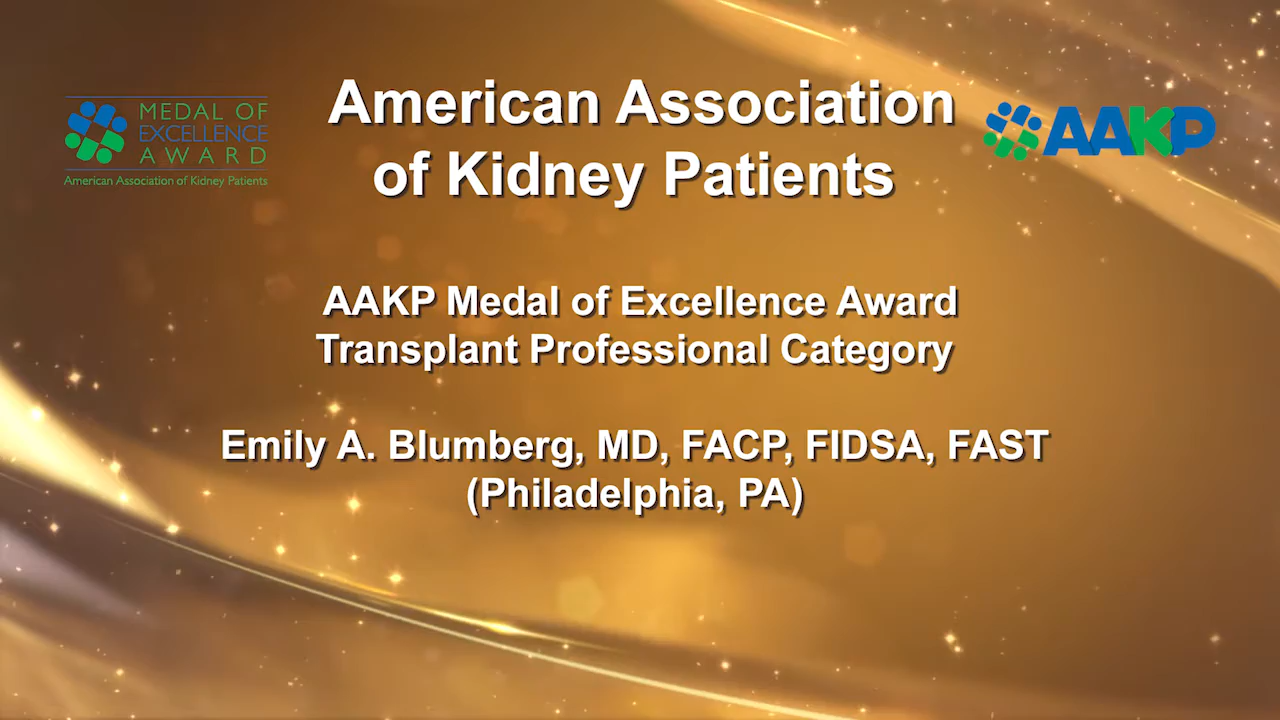 MEDAL OF
EXCELLENCE
AWARD
American Association of Kidney Patients
American Association
of Kidney Patients
AAKP
AAKP Medal of Excellence Award
Transplant Professional Category
Emily A. Blumberg, MD, FACP, FIDSA, FAST
(Philadelphia, PA)